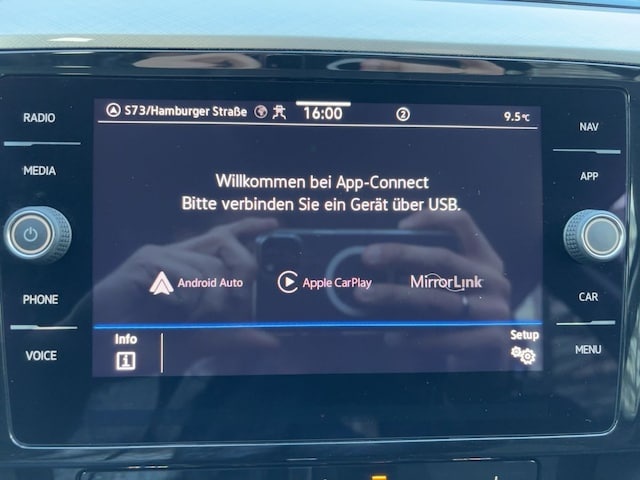 RADIO
MEDIA
PHONE
VOICE
S73/Hamburger Straße 16:00 2 9.5°C
Willkommen bei App-Connect
Bitte verbinden Sie ein Gerät über USB.
Android Auto Apple CarPlay MirrorLink
Info Setup
i
NAV
APP
CAR
MENU